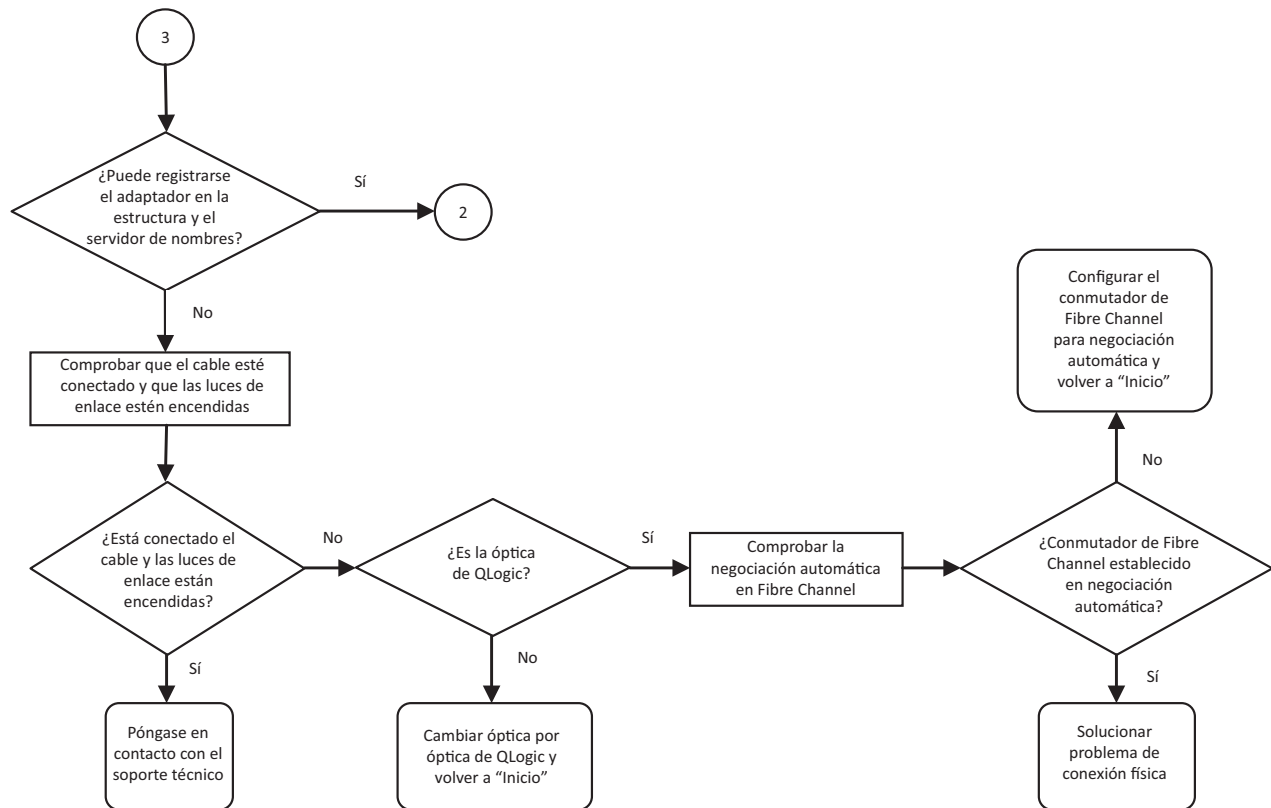 3
¿Puede registrarse
el adaptador en la
estructura y el
servidor de nombres?
Sí
2
No
Comprobar que el cable esté
conectado y que las luces de
enlace estén encendidas
¿Está conectado el
cable y las luces de
enlace están
encendidas?
No
Sí
Póngase en
contacto con el
soporte técnico
¿Es la óptica
de QLogic?
Sí
No
Cambiar óptica por
óptica de QLogic y
volver a “Inicio”
Comprobar la
negociación automática
en Fibre Channel
¿Conmutador de Fibre
Channel establecido
en negociación
automática?
No
Configurar el
conmutador de
Fibre Channel
para negociación
automática y
volver a “Inicio”
Sí
Solucionar
problema de
conexión física